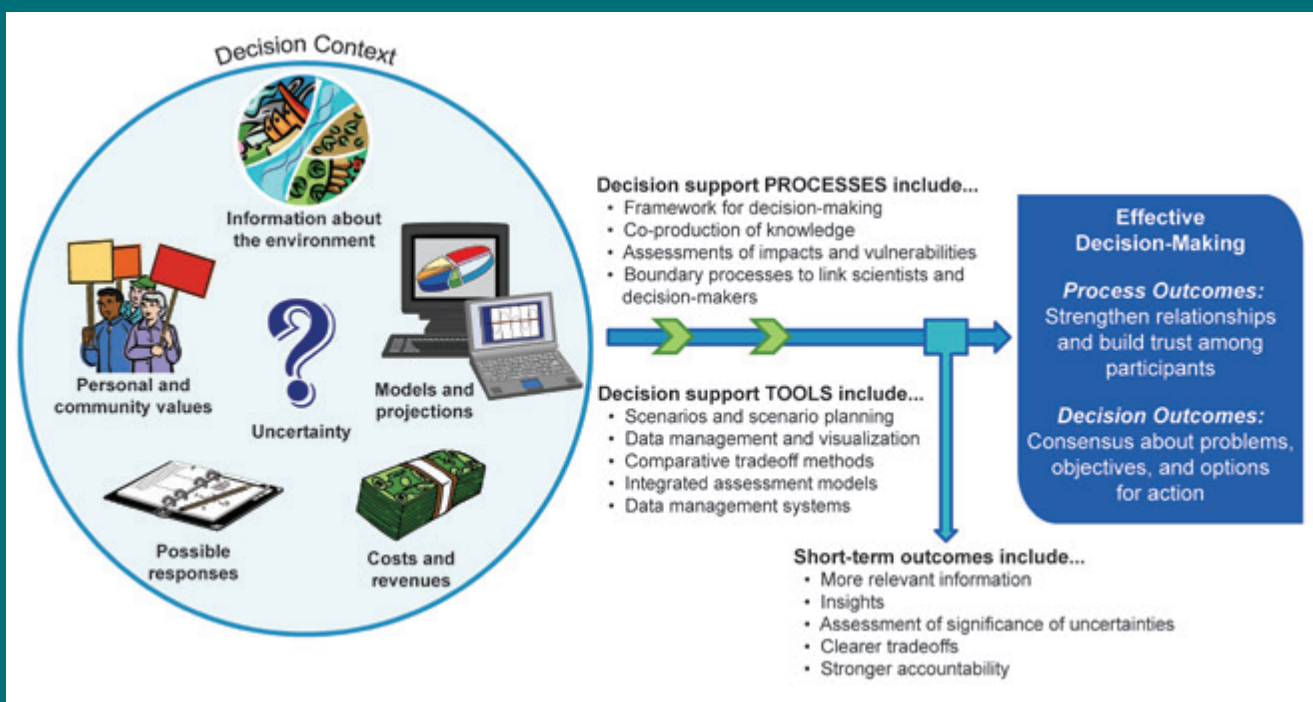 Decision Context
Information about
the environment
Personal and
community values
Uncertainty
Models and
projections
Possible
responses
Costs and
revenues
Decision support PROCESSES include...
• Framework for decision-making
• Co-production of knowledge
• Assessments of impacts and vulnerabilities
• Boundary processes to link scientists and
decision-makers
Decision support TOOLS include...
• Scenarios and scenario planning
• Data management and visualization
• Comparative tradeoff methods
• Integrated assessment models
• Data management systems
Short-term outcomes include...
• More relevant information
• Insights
• Assessment of significance of uncertainties
• Clearer tradeoffs
• Stronger accountability
Effective
Decision-Making
Process Outcomes:
Strengthen relationships
and build trust among
participants
Decision Outcomes:
Consensus about problems,
objectives, and options
for action